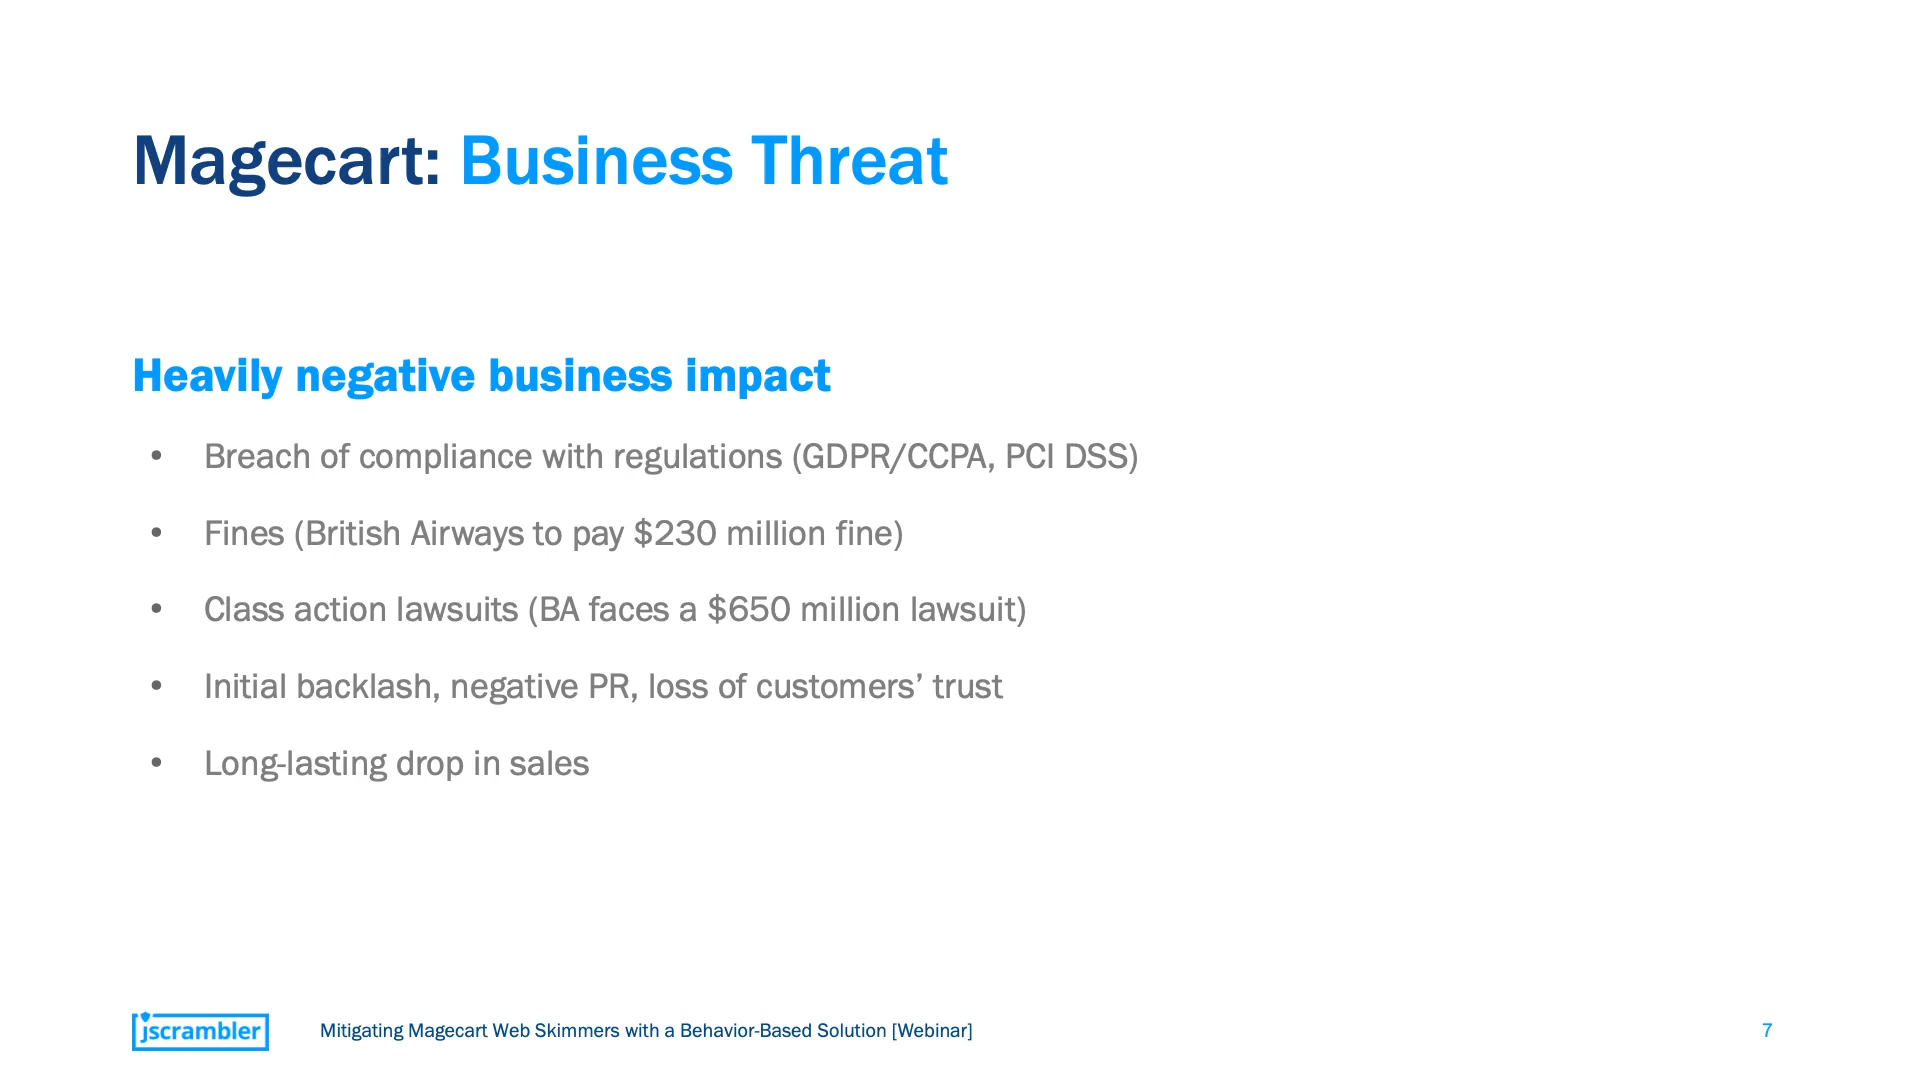 Magecart: Business Threat
Heavily negative business impact
• Breach of compliance with regulations (GDPR/CCPA, PCI DSS)
• Fines (British Airways to pay $230 million fine)
• Class action lawsuits (BA faces a $650 million lawsuit)
• Initial backlash, negative PR, loss of customers’ trust
• Long-lasting drop in sales
jscrambler
Mitigating Magecart Web Skimmers with a Behavior-Based Solution [Webinar]
7